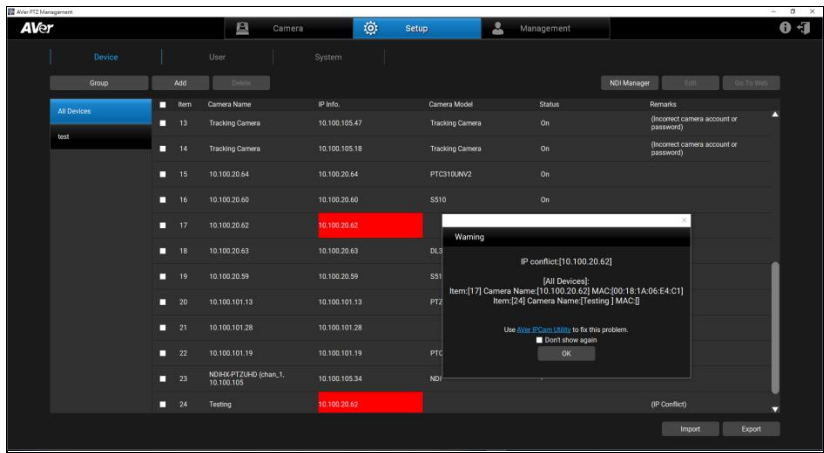 AVer PTZ Management
AVer Camera Setup Management
Device User System
Group Add Delete NDI Manager Edit Go To Web
All Devices
test
Item Camera Name IP Info. Camera Model Status Remarks
13 Tracking Camera 10.100.105.47 Tracking Camera On (Incorrect camera account or
password)
14 Tracking Camera 10.100.105.18 Tracking Camera On (Incorrect camera account or
password)
15 10.100.20.64 10.100.20.64 PTC310UNV2 On
16 10.100.20.60 10.100.20.60 S510 On
17 10.100.20.62 10.100.20.62
18 10.100.20.63 10.100.20.63 DL3
19 10.100.20.59 10.100.20.59 S51
20 10.100.101.13 10.100.101.13 PTZ
21 10.100.101.28 10.100.101.28
22 10.100.101.19 10.100.101.19 PTC
23 NDIHX-PTZUHD (chan_1,
10.100.105 10.100.105.34 NDI
24 Testing 10.100.20.62 (IP Conflict)
Warning
IP conflict:[10.100.20.62]
[All Devices]:
Item:[17] Camera Name:[10.100.20.62] MAC:[00:18:1A:06:E4:C1]
Item:[24] Camera Name:[Testing ] MAC:[]
Use AVer IPCam Utility to fix this problem.
Don't show again
OK
Import Export